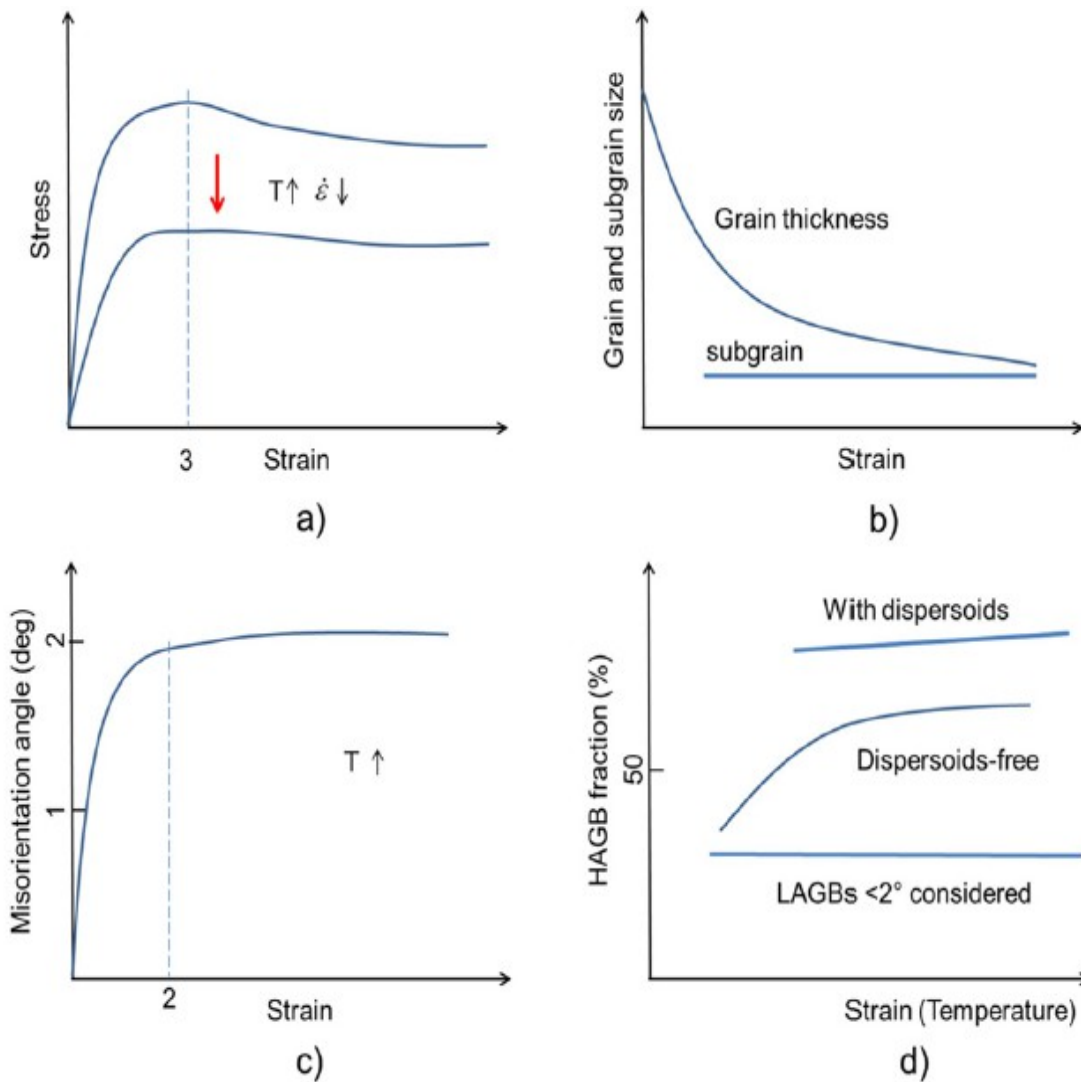 Stress
T↑ ε̇↓
3
Strain
a)
Grain and subgrain size
Grain thickness
subgrain
Strain
b)
Misorientation angle (deg)
2
1
T ↑
2
Strain
c)
HAGB fraction (%)
50
With dispersoids
Dispersoids-free
LAGBs <2° considered
Strain (Temperature)
d)